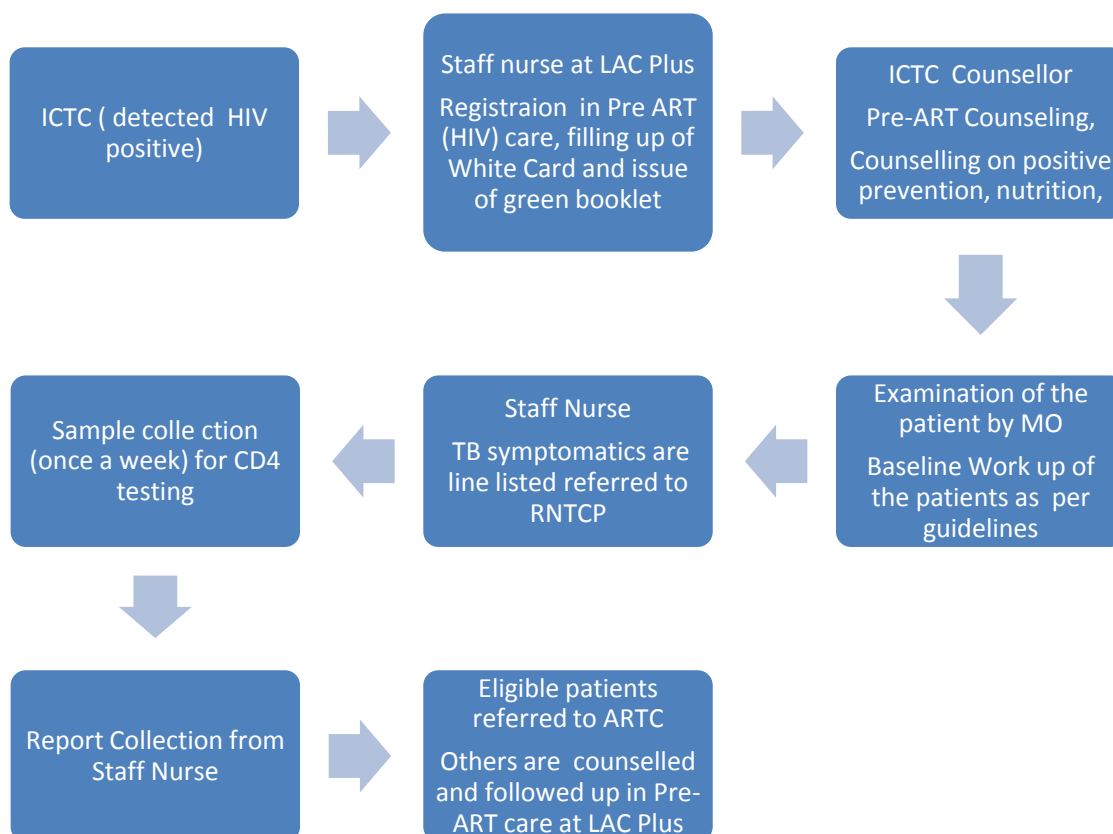 ICTC ( detected HIV
positive)
Staff nurse at LAC Plus
Registraion in Pre ART
(HIV) care, filling up of
White Card and issue
of green booklet
ICTC Counsellor
Pre-ART Counseling,
Counselling on positive
prevention, nutrition,
Examination of the
patient by MO
Baseline Work up of
the patients as per
guidelines
Staff Nurse
TB symptomatics are
line listed referred to
RNTCP
Sample colle ction
(once a week) for CD4
testing
Report Collection from
Staff Nurse
Eligible patients
referred to ARTC
Others are counselled
and followed up in Pre-
ART care at LAC Plus